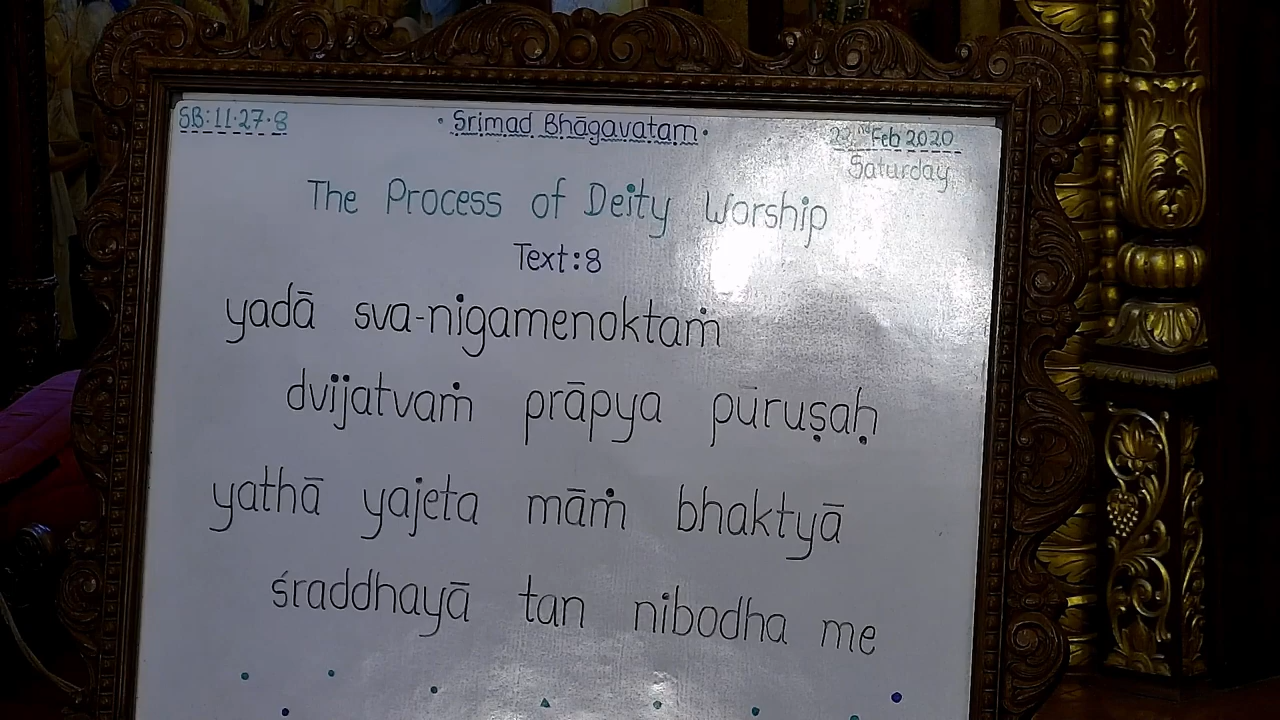 SB:11.27.8
• Srimad Bhāgavatam •
22nd Feb 2020
Saturday
The Process of Deity Worship
Text:8
yadā sva-nigamenoktaṁ
dvijatvaṁ prāpya pūruṣaḥ
yathā yajeta māṁ bhaktyā
śraddhayā tan nibodha me